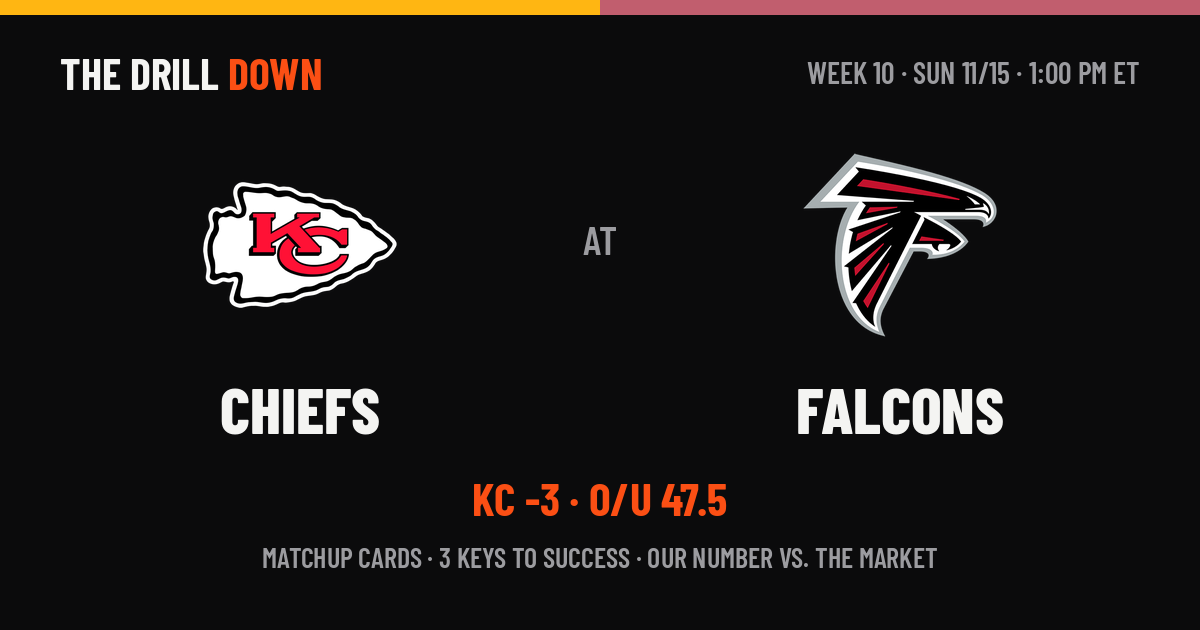 THE DRILL DOWN
WEEK 10 · SUN 11/15 · 1:00 PM ET
KC
AT
CHIEFS
FALCONS
KC -3 · O/U 47.5
MATCHUP CARDS · 3 KEYS TO SUCCESS · OUR NUMBER VS. THE MARKET